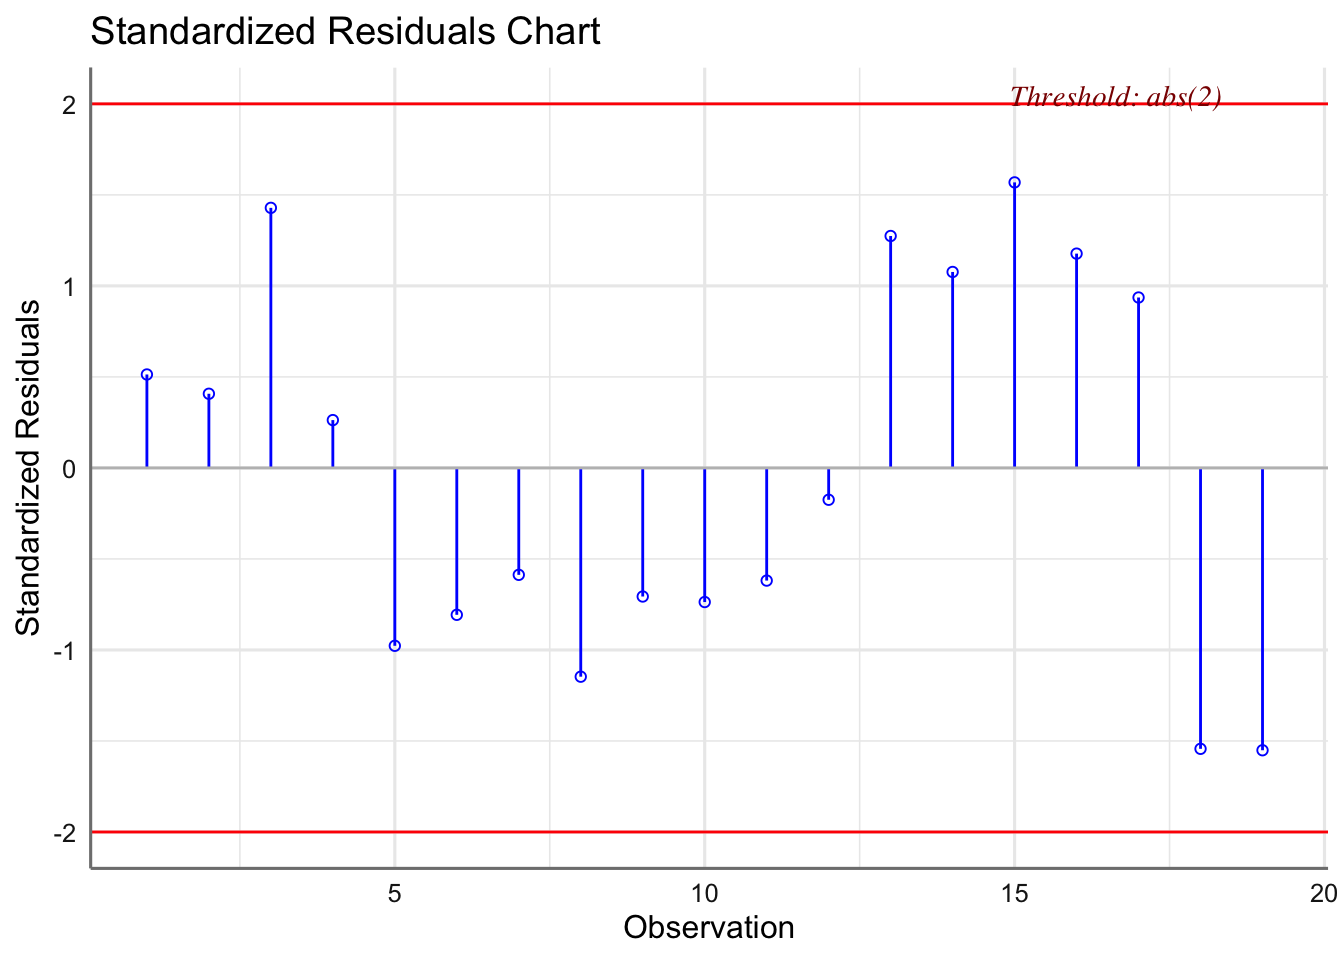 Standardized Residuals Chart
Threshold: abs(2)
2
1
0
-1
-2
Standardized Residuals
5
10
15
20
Observation